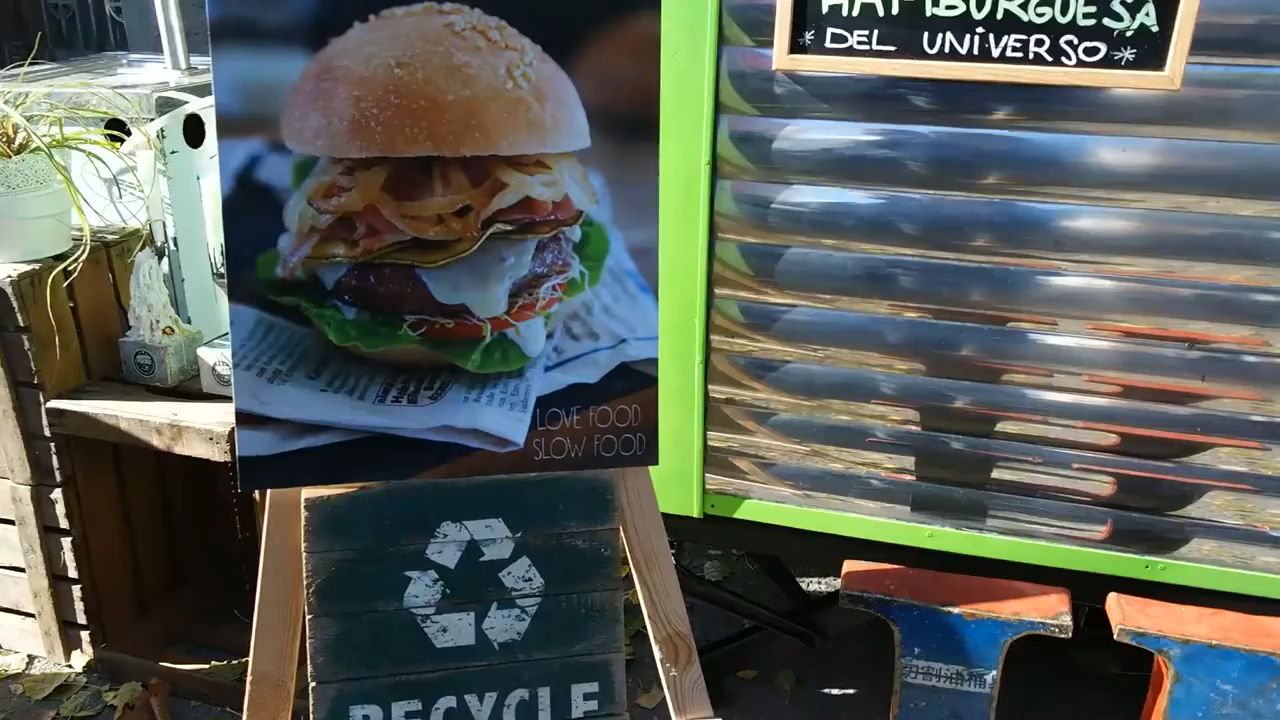 HAMBURGUESA
* DEL UNiVERSO *
LOVE FOOD
SLOW FOOD
RECYCLE